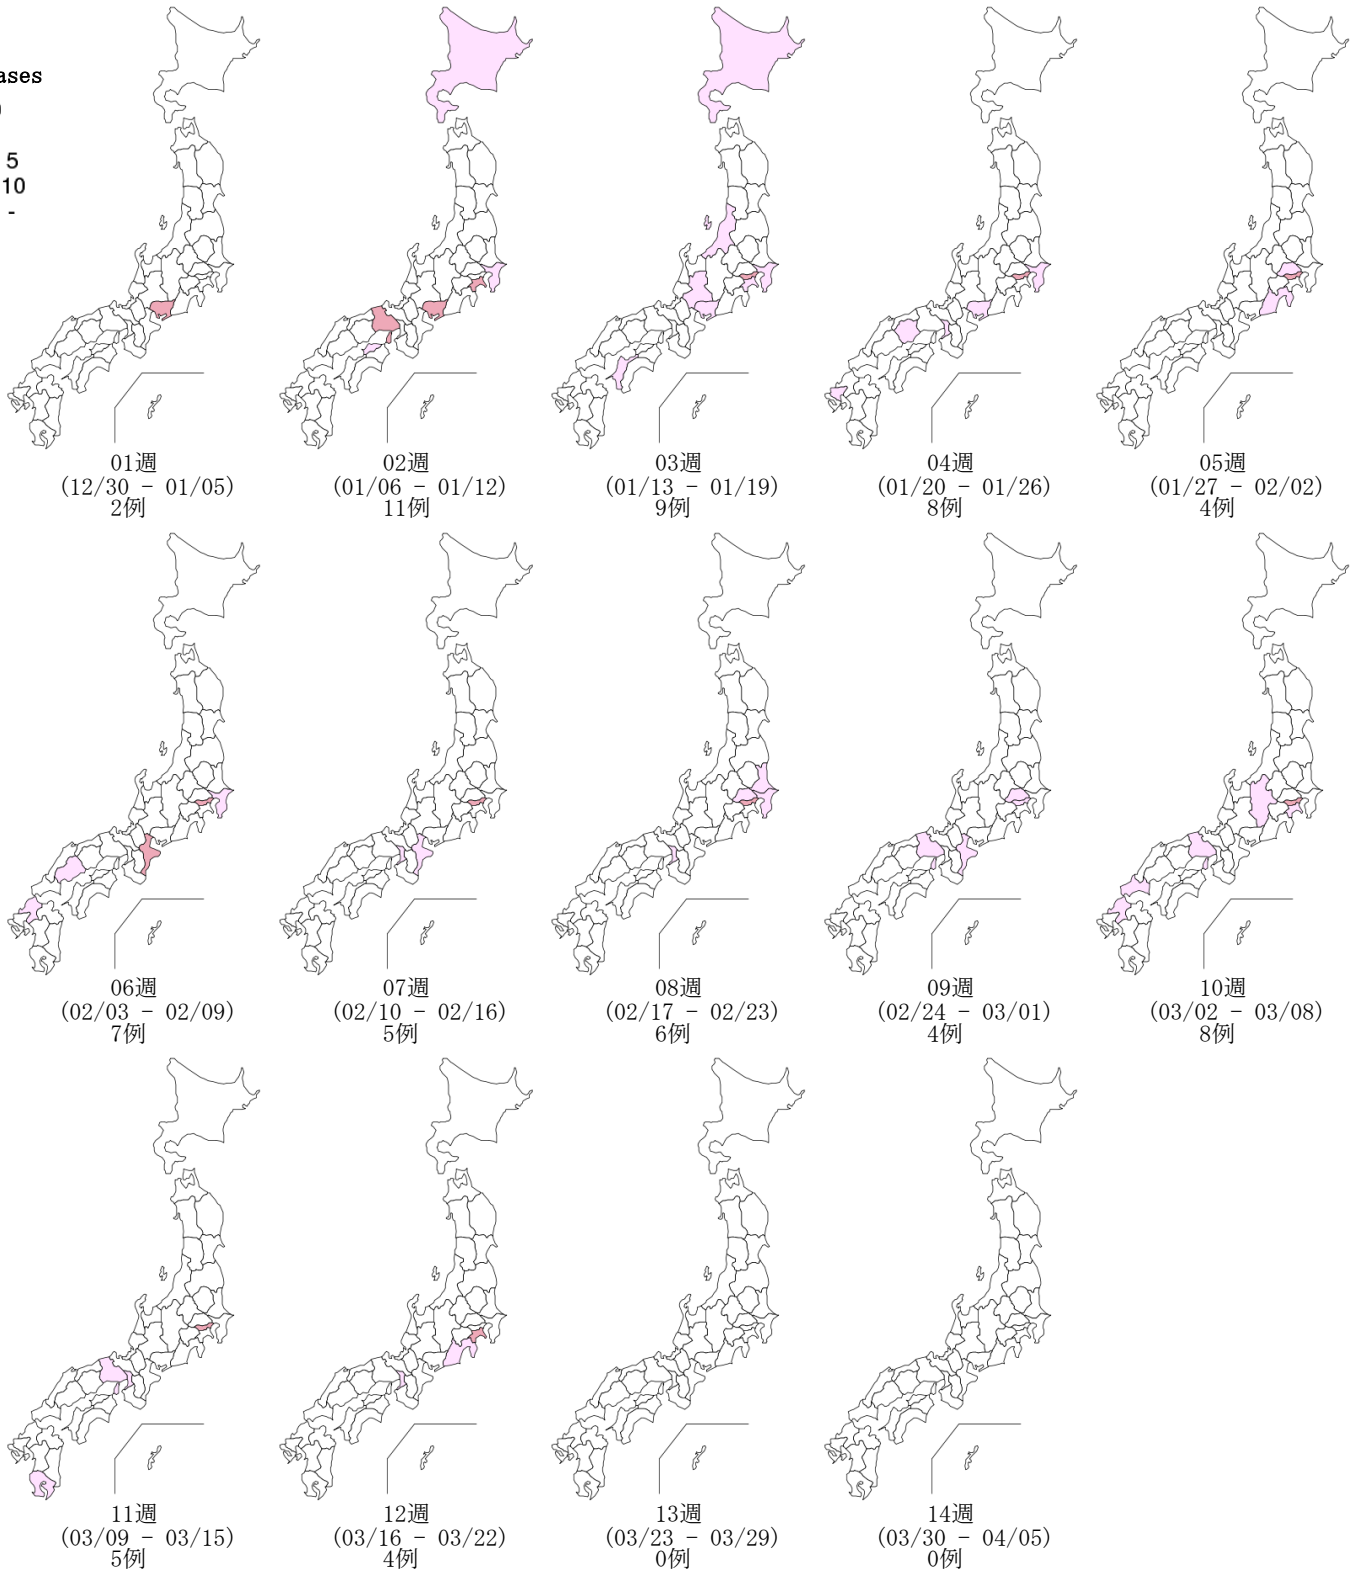 ases
5
10
-
01週
(12/30 - 01/05)
2例
02週
(01/06 - 01/12)
11例
03週
(01/13 - 01/19)
9例
04週
(01/20 - 01/26)
8例
05週
(01/27 - 02/02)
4例
06週
(02/03 - 02/09)
7例
07週
(02/10 - 02/16)
5例
08週
(02/17 - 02/23)
6例
09週
(02/24 - 03/01)
4例
10週
(03/02 - 03/08)
8例
11週
(03/09 - 03/15)
5例
12週
(03/16 - 03/22)
4例
13週
(03/23 - 03/29)
0例
14週
(03/30 - 04/05)
0例